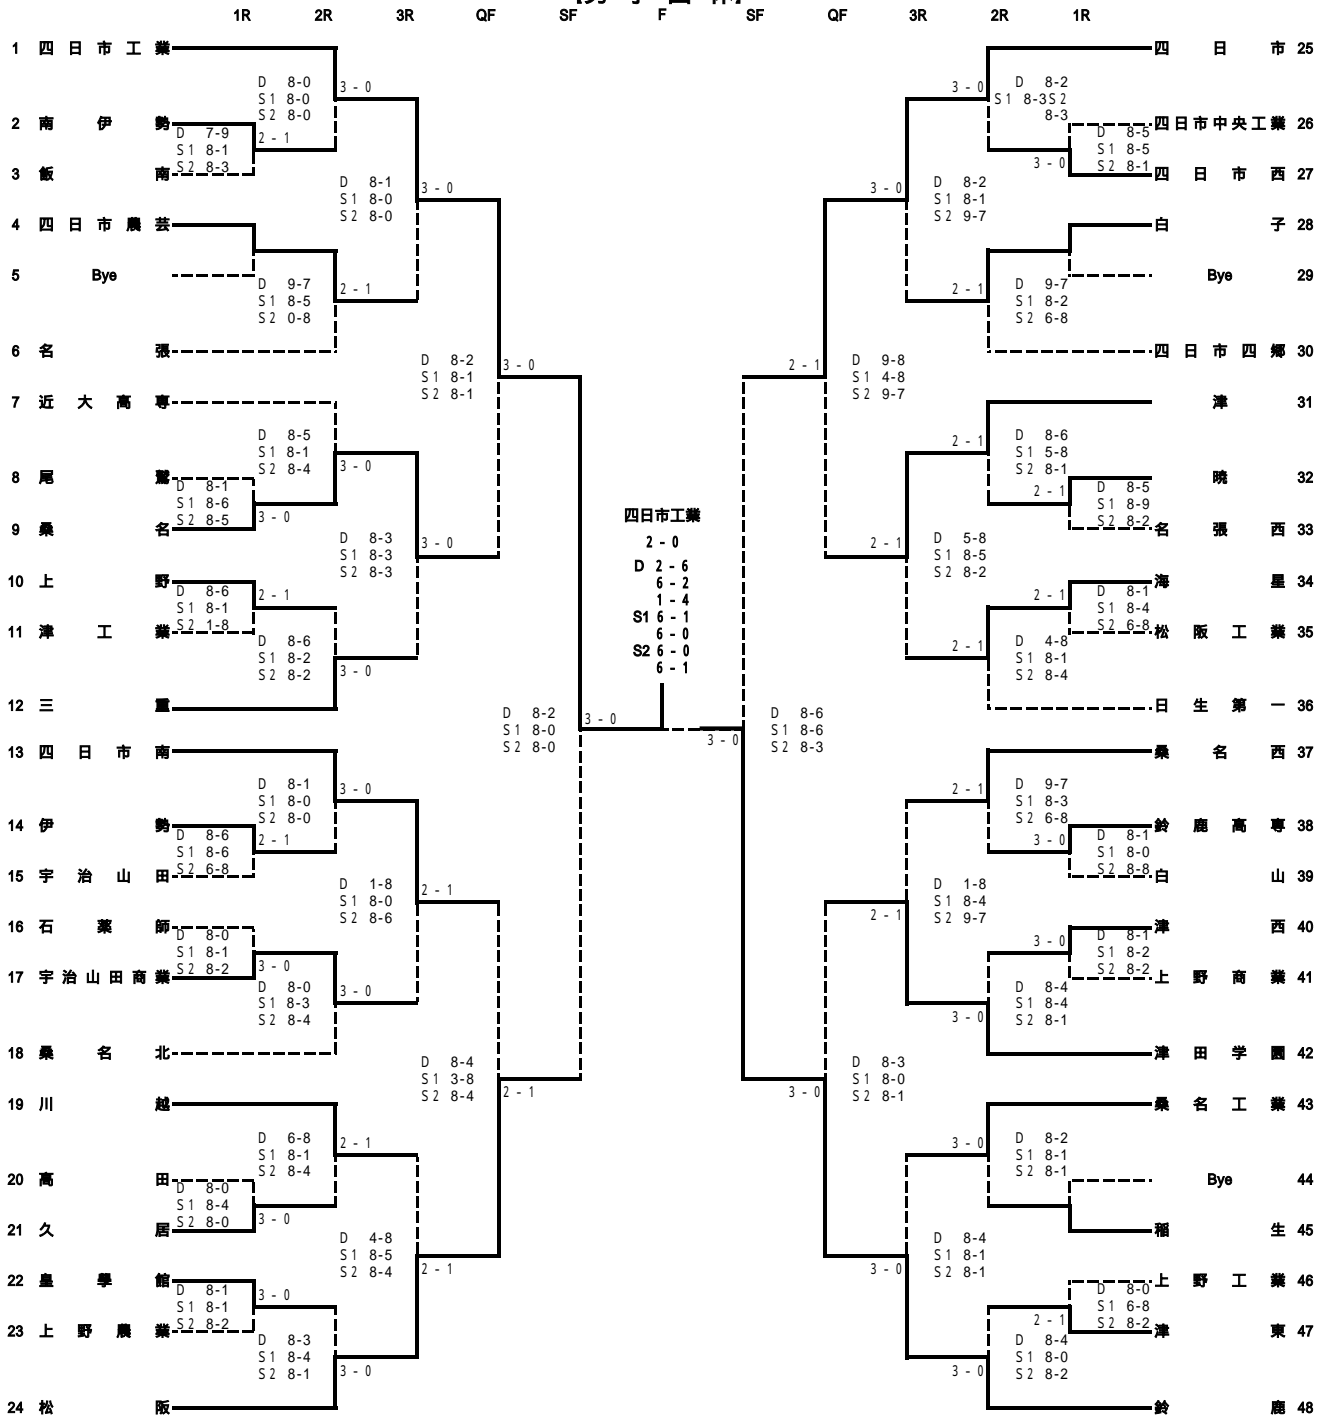 1R 2R 3R QF SF F SF QF 3R 2R 1R
1 四日市工業
2 南伊勢
3 飯南
4 四日市農芸
5 Bye
6 名張
7 近大高専
8 尾鷲
9 桑名
10 上野
11 津工業
12 三重
13 四日市南
14 伊勢
15 宇治山田
16 石薬師
17 宇治山田商業
18 桑名北
19 川越
20 高田
21 久居
22 皇學館
23 上野農業
24 松阪
D 7-9
S1 8-1
S2 8-3
2 - 1
D 8-1
S1 8-6
S2 8-5
3 - 0
D 8-6
S1 8-1
S2 1-8
2 - 1
D 8-6
S1 8-6
S2 6-8
2 - 1
D 8-0
S1 8-1
S2 8-2
3 - 0
D 8-0
S1 8-4
S2 8-0
3 - 0
D 8-1
S1 8-1
S2 8-2
3 - 0
D 8-0
S1 8-0
S2 8-0
3 - 0
D 9-7
S1 8-5
S2 0-8
2 - 1
D 8-5
S1 8-1
S2 8-4
3 - 0
D 8-6
S1 8-2
S2 8-2
3 - 0
D 8-1
S1 8-0
S2 8-0
3 - 0
D 8-0
S1 8-3
S2 8-4
3 - 0
D 6-8
S1 8-1
S2 8-4
2 - 1
D 8-3
S1 8-4
S2 8-1
3 - 0
D 8-1
S1 8-0
S2 8-0
3 - 0
D 8-3
S1 8-3
S2 8-3
3 - 0
D 1-8
S1 8-0
S2 8-6
2 - 1
D 4-8
S1 8-5
S2 8-4
2 - 1
D 8-2
S1 8-1
S2 8-1
3 - 0
D 8-4
S1 3-8
S2 8-4
2 - 1
D 8-2
S1 8-0
S2 8-0
3 - 0
四日市工業
2 - 0
D 2 - 6
6 - 2
1 - 4
S1 6 - 1
6 - 0
S2 6 - 0
6 - 1
3 - 0
D 8-6
S1 8-6
S2 8-3
2 - 1
D 9-8
S1 4-8
S2 9-7
3 - 0
D 8-3
S1 8-0
S2 8-1
3 - 0
D 8-2
S1 8-1
S2 9-7
2 - 1
D 5-8
S1 8-5
S2 8-2
2 - 1
D 1-8
S1 8-4
S2 9-7
3 - 0
D 8-4
S1 8-1
S2 8-1
3 - 0
D 8-2
S1 8-3S2
8-3
2 - 1
D 9-7
S1 8-2
S2 6-8
2 - 1
D 8-6
S1 5-8
S2 8-1
2 - 1
D 4-8
S1 8-1
S2 8-4
2 - 1
D 9-7
S1 8-3
S2 6-8
3 - 0
D 8-4
S1 8-4
S2 8-1
3 - 0
D 8-2
S1 8-1
S2 8-1
3 - 0
D 8-4
S1 8-0
S2 8-2
3 - 0
D 8-5
S1 8-5
S2 8-1
2 - 1
D 8-5
S1 8-9
S2 8-2
2 - 1
D 8-1
S1 8-4
S2 6-8
3 - 0
D 8-1
S1 8-0
S2 8-8
3 - 0
D 8-1
S1 8-2
S2 8-2
2 - 1
D 8-0
S1 6-8
S2 8-2
四日市 25
四日市中央工業 26
四日市西 27
白子 28
Bye 29
四日市四郷 30
津 31
暁 32
名張西 33
海星 34
松阪工業 35
日生第一 36
桑名西 37
鈴鹿高専 38
白山 39
津西 40
上野商業 41
津田学園 42
桑名工業 43
Bye 44
稲生 45
上野工業 46
津東 47
鈴鹿 48